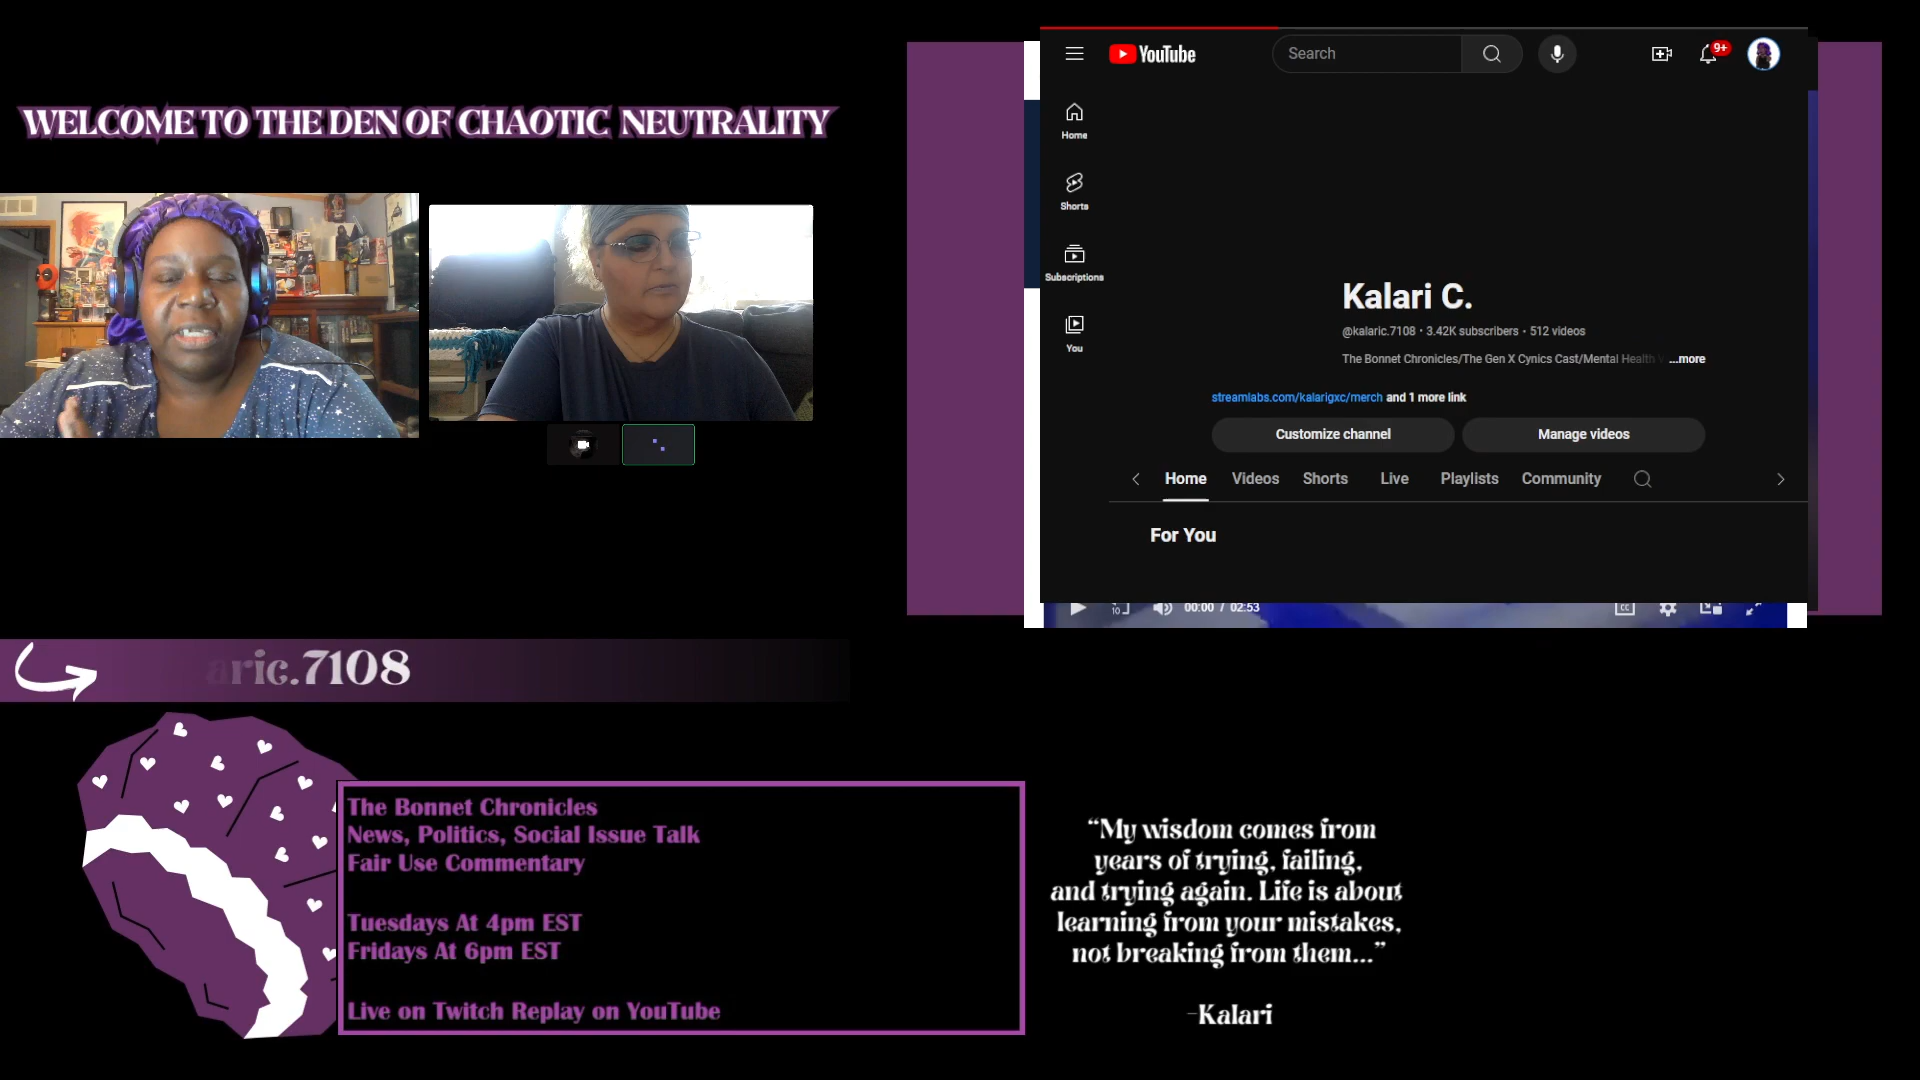 WELCOME TO THE DEN OF CHAOTIC NEUTRALITY
YouTube
Search
9+
Home
Shorts
Subscriptions
You
Kalari C.
@kalaric.7108 • 3.42K subscribers • 512 videos
The Bonnet Chronicles/The Gen X Cynics Cast/Mental Health ...more
streamlabs.com/kalarigxc/merch and 1 more link
Customize channel
Manage videos
Home Videos Shorts Live Playlists Community
For You
10
00:00 / 02:53
CC
aric.7108
The Bonnet Chronicles
News, Politics, Social Issue Talk
Fair Use Commentary
Tuesdays At 4pm EST
Fridays At 6pm EST
Live on Twitch Replay on YouTube
“My wisdom comes from
years of trying, failing,
and trying again. Life is about
learning from your mistakes,
not breaking from them...”
-Kalari